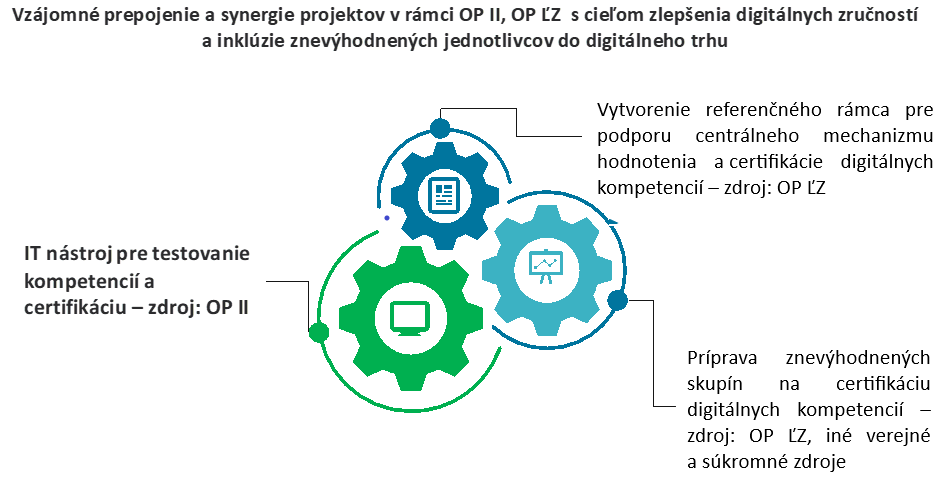 Vzájomné prepojenie a synergie projektov v rámci OP II, OP ĽZ s cieľom zlepšenia digitálnych zručností
a inklúzie znevýhodnených jednotlivcov do digitálneho trhu
Vytvorenie referenčného rámca pre
podporu centrálneho mechanizmu
hodnotenia a certifikácie digitálnych
kompetencií – zdroj: OP ĽZ
IT nástroj pre testovanie
kompetencií a
certifikáciu – zdroj: OP II
Príprava znevýhodnených
skupín na certifikáciu
digitálnych kompetencií –
zdroj: OP ĽZ, iné verejné
a súkromné zdroje